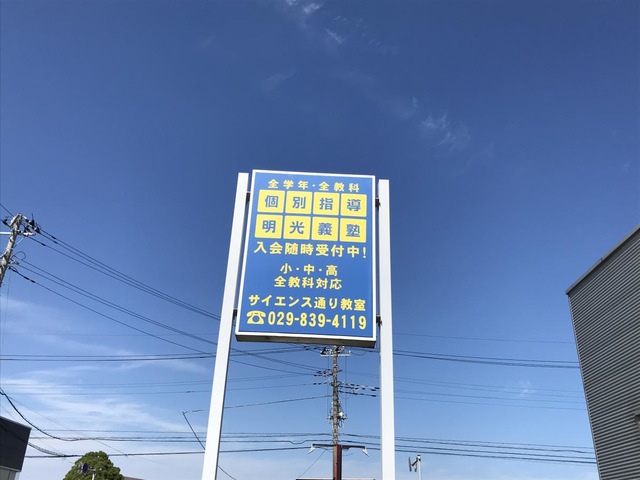 全学年・全教科
個別指導
明光義塾
入会随時受付中!
小・中・高
全教科対応
サイエンス通り教室
☎029-839-4119